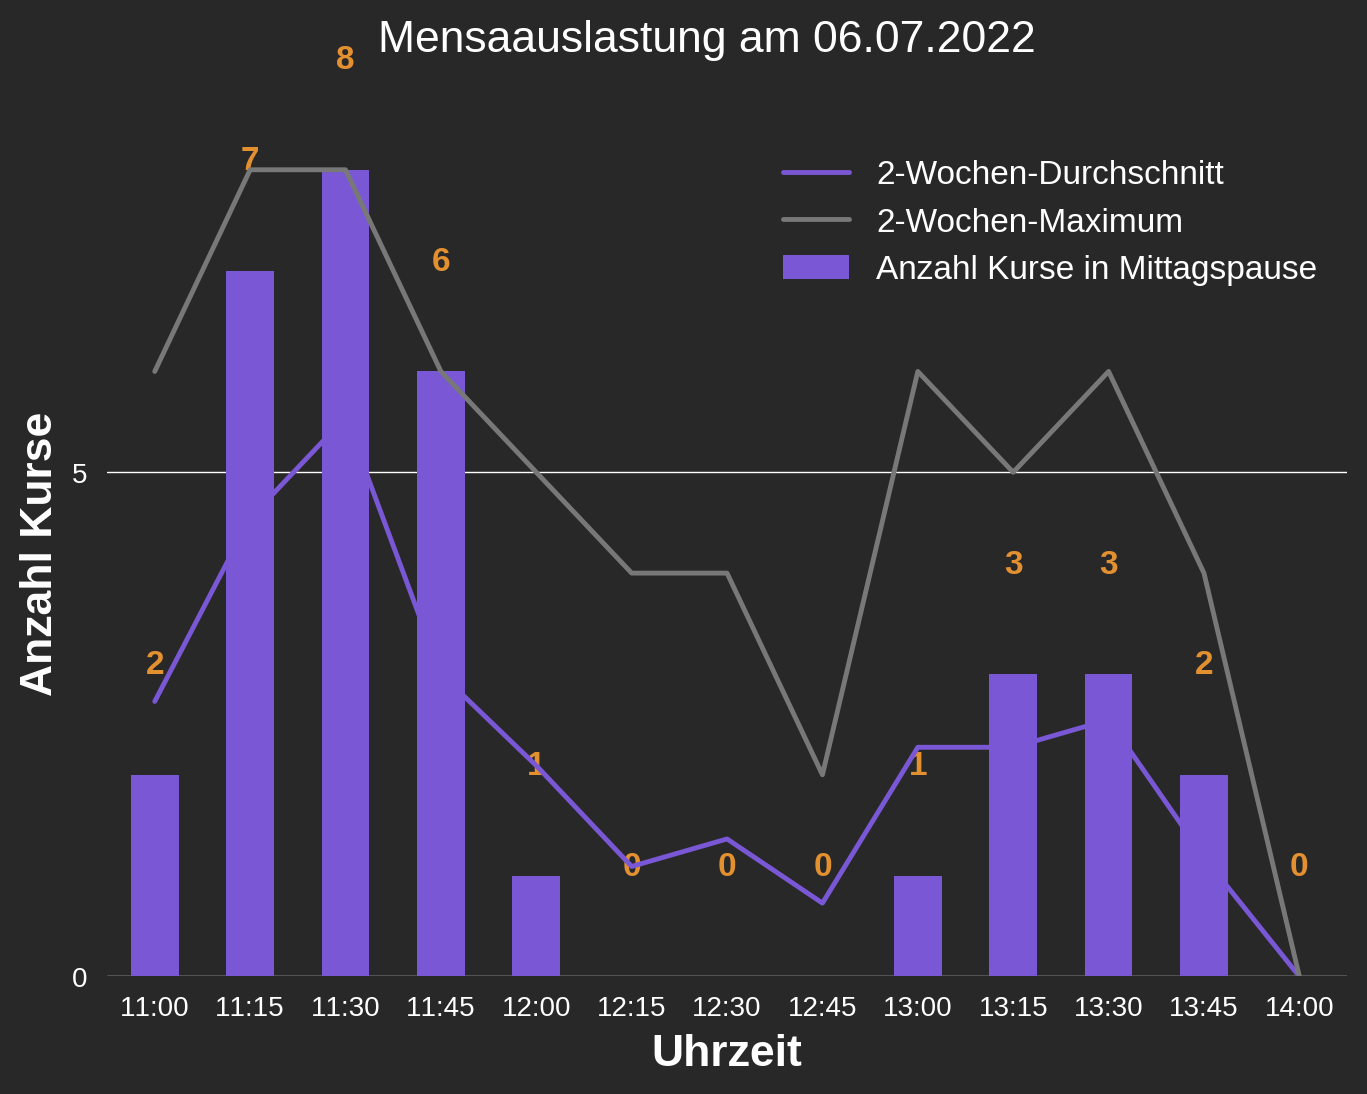 Mensaauslastung am 06.07.2022
8
7
2-Wochen-Durchschnitt
2-Wochen-Maximum
6
Anzahl Kurse in Mittagspause
Anzahl Kurse
5
3 3
2 2
1 1
0 0 0 0
0
11:00 11:15 11:30 11:45 12:00 12:15 12:30 12:45 13:00 13:15 13:30 13:45 14:00
Uhrzeit